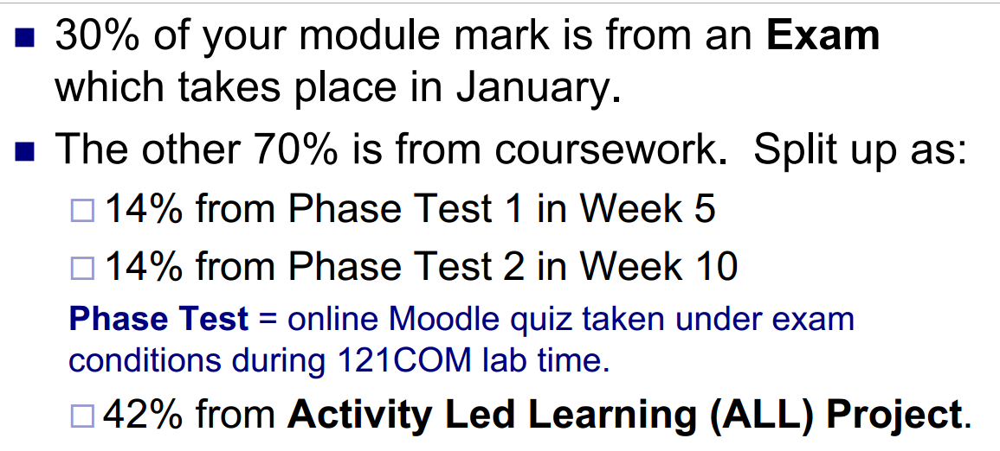 30% of your module mark is from an Exam
which takes place in January.
The other 70% is from coursework.  Split up as:
14% from Phase Test 1 in Week 5
14% from Phase Test 2 in Week 10
Phase Test = online Moodle quiz taken under exam
conditions during 121COM lab time.
42% from Activity Led Learning (ALL) Project.